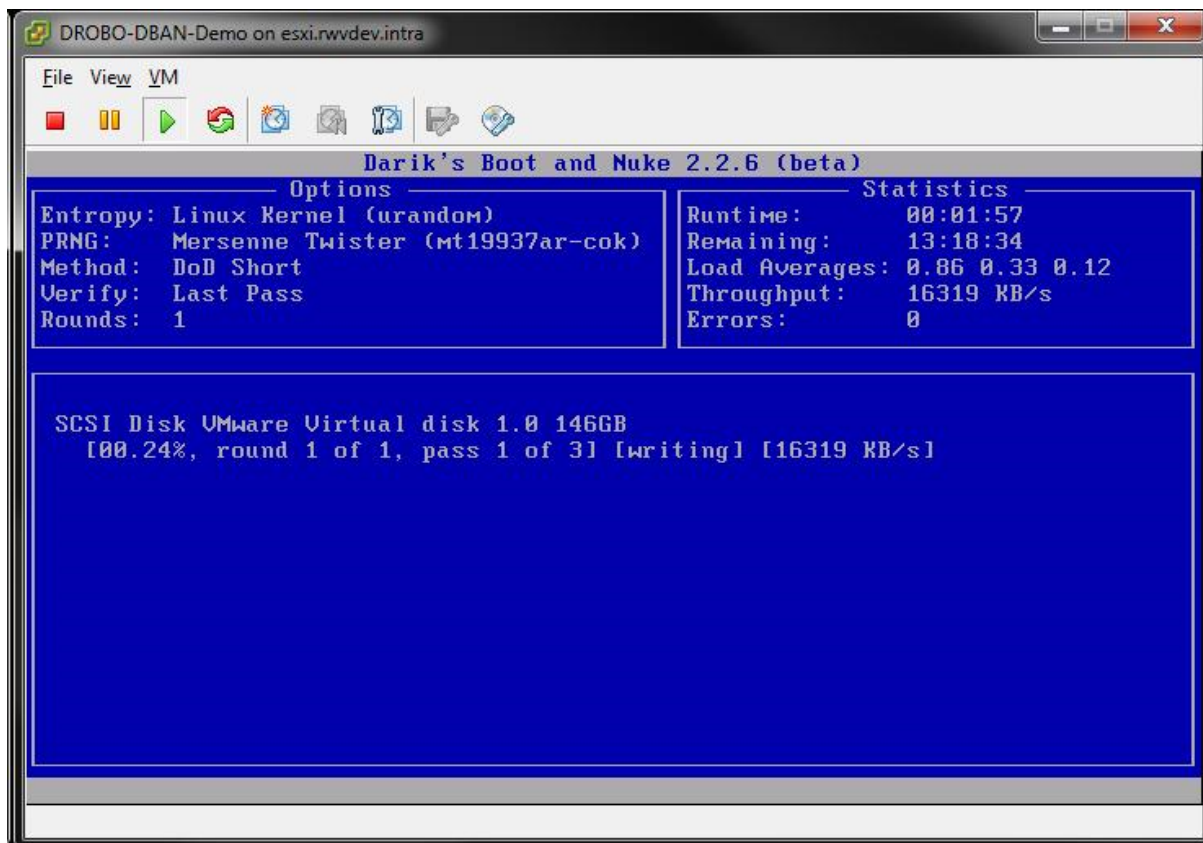 DROBO-DBAN-Demo on esxi.rwvdev.intra
File View VM
Darik's Boot and Nuke 2.2.6 (beta)
Options
Entropy: Linux Kernel (urandom)
PRNG: Mersenne Twister (mt19937ar-cok)
Method: DoD Short
Verify: Last Pass
Rounds: 1
Statistics
Runtime: 00:01:57
Remaining: 13:18:34
Load Averages: 0.86 0.33 0.12
Throughput: 16319 KB/s
Errors: 0
SCSI Disk VMware Virtual disk 1.0 146GB
[00.24%, round 1 of 1, pass 1 of 3] [writing] [16319 KB/s]